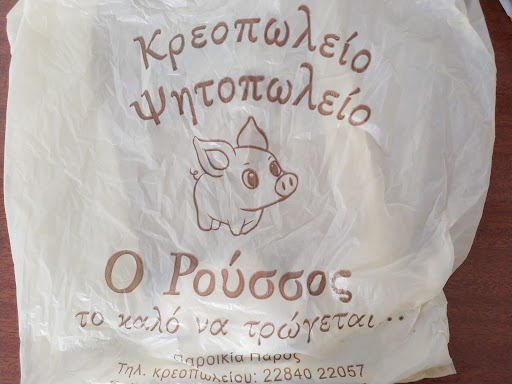 Κρεοπωλείο
Ψητοπωλείο
Ο Ρούσσος
το καλό να τρώγεται..
Παροικία Πάρος
Τηλ. κρεοπωλείου: 22840 22057